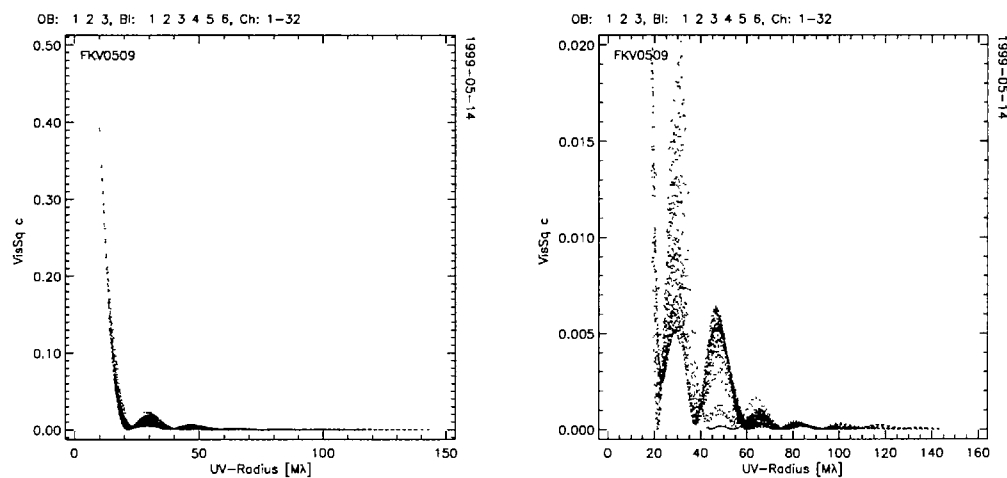 OB: 1 2 3, BI: 1 2 3 4 5 6, Ch: 1-32
FKV0509
1999-05-14
VisSq c
0.50
0.40
0.30
0.20
0.10
0.00
0 50 100 150
UV-Radius [Mλ]
OB: 1 2 3, BI: 1 2 3 4 5 6, Ch: 1-32
FKV0509
1999-05-14
VisSq c
0.020
0.015
0.010
0.005
0.000
0 20 40 60 80 100 120 140 160
UV-Radius [Mλ]